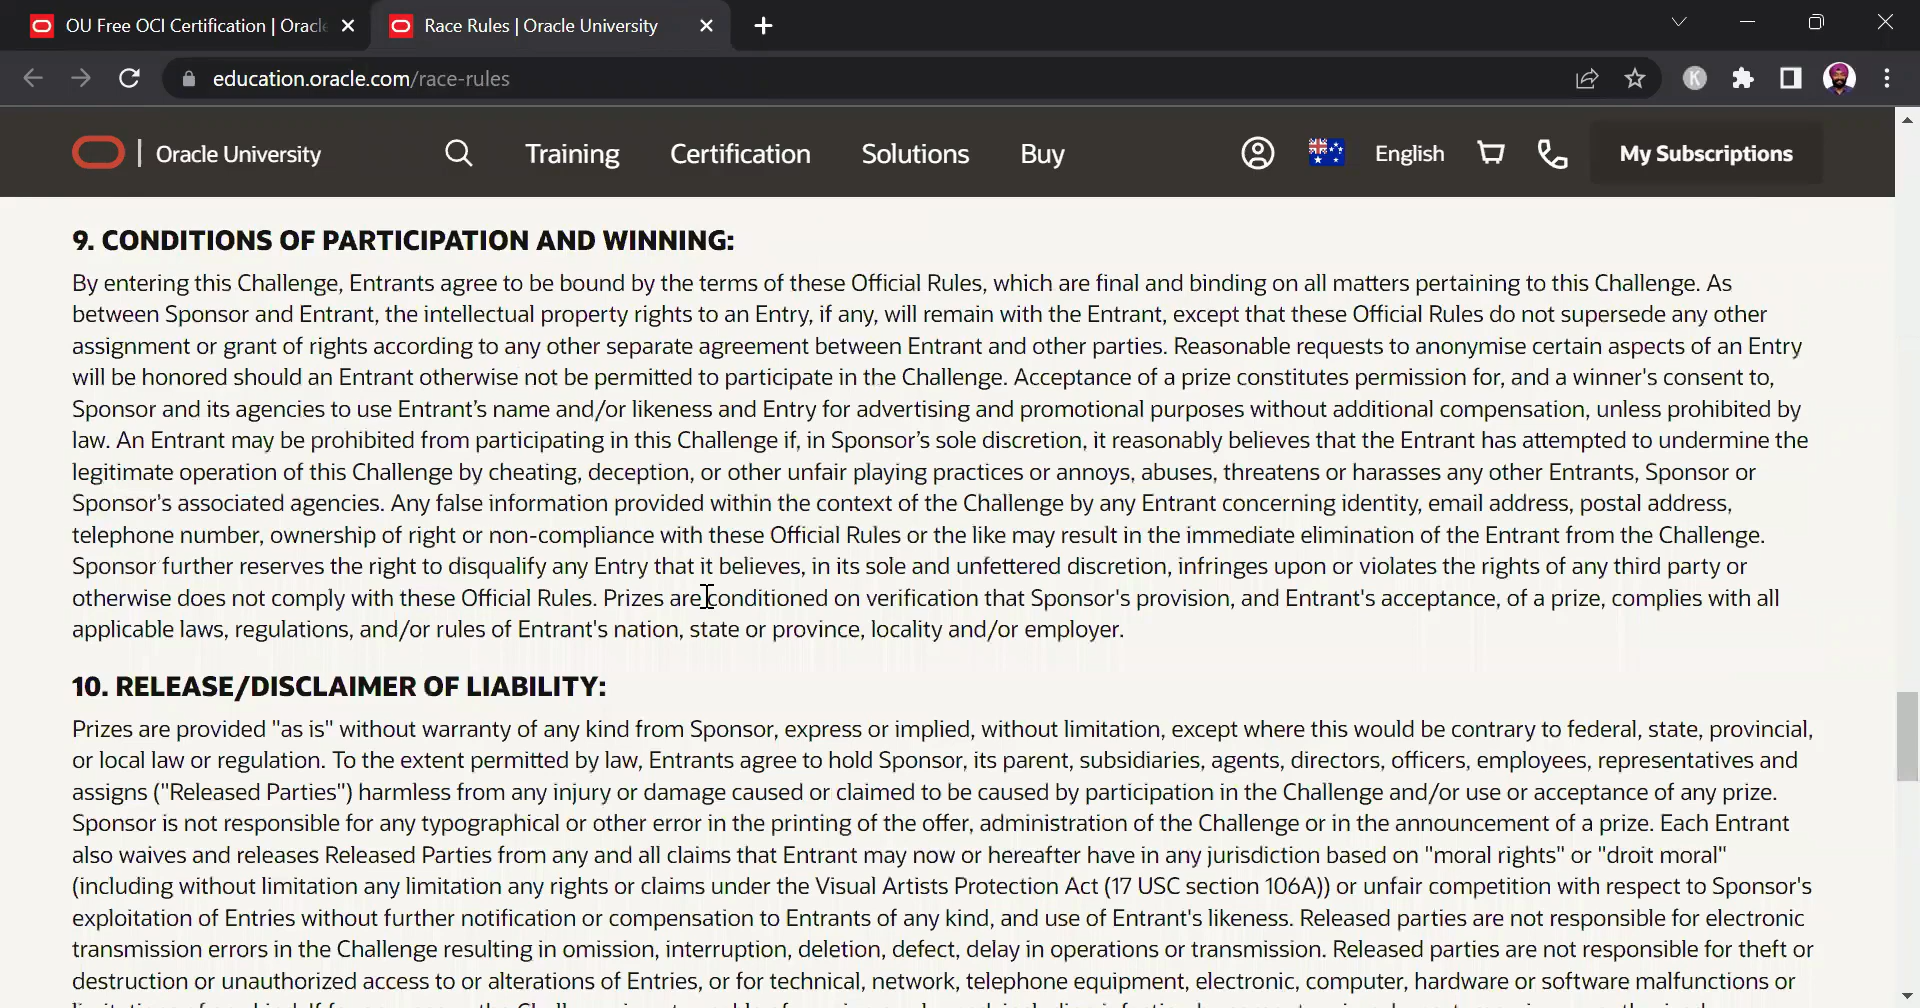 OU Free OCI Certification | Oracle
Race Rules | Oracle University
education.oracle.com/race-rules
K
Oracle University
Training
Certification
Solutions
Buy
English
My Subscriptions
9. CONDITIONS OF PARTICIPATION AND WINNING:
By entering this Challenge, Entrants agree to be bound by the terms of these Official Rules, which are final and binding on all matters pertaining to this Challenge. As
between Sponsor and Entrant, the intellectual property rights to an Entry, if any, will remain with the Entrant, except that these Official Rules do not supersede any other
assignment or grant of rights according to any other separate agreement between Entrant and other parties. Reasonable requests to anonymise certain aspects of an Entry
will be honored should an Entrant otherwise not be permitted to participate in the Challenge. Acceptance of a prize constitutes permission for, and a winner's consent to,
Sponsor and its agencies to use Entrant’s name and/or likeness and Entry for advertising and promotional purposes without additional compensation, unless prohibited by
law. An Entrant may be prohibited from participating in this Challenge if, in Sponsor’s sole discretion, it reasonably believes that the Entrant has attempted to undermine the
legitimate operation of this Challenge by cheating, deception, or other unfair playing practices or annoys, abuses, threatens or harasses any other Entrants, Sponsor or
Sponsor's associated agencies. Any false information provided within the context of the Challenge by any Entrant concerning identity, email address, postal address,
telephone number, ownership of right or non-compliance with these Official Rules or the like may result in the immediate elimination of the Entrant from the Challenge.
Sponsor further reserves the right to disqualify any Entry that it believes, in its sole and unfettered discretion, infringes upon or violates the rights of any third party or
otherwise does not comply with these Official Rules. Prizes are conditioned on verification that Sponsor's provision, and Entrant's acceptance, of a prize, complies with all
applicable laws, regulations, and/or rules of Entrant's nation, state or province, locality and/or employer.
10. RELEASE/DISCLAIMER OF LIABILITY:
Prizes are provided "as is" without warranty of any kind from Sponsor, express or implied, without limitation, except where this would be contrary to federal, state, provincial,
or local law or regulation. To the extent permitted by law, Entrants agree to hold Sponsor, its parent, subsidiaries, agents, directors, officers, employees, representatives and
assigns ("Released Parties") harmless from any injury or damage caused or claimed to be caused by participation in the Challenge and/or use or acceptance of any prize.
Sponsor is not responsible for any typographical or other error in the printing of the offer, administration of the Challenge or in the announcement of a prize. Each Entrant
also waives and releases Released Parties from any and all claims that Entrant may now or hereafter have in any jurisdiction based on "moral rights" or "droit moral"
(including without limitation any limitation any rights or claims under the Visual Artists Protection Act (17 USC section 106A)) or unfair competition with respect to Sponsor's
exploitation of Entries without further notification or compensation to Entrants of any kind, and use of Entrant's likeness. Released parties are not responsible for electronic
transmission errors in the Challenge resulting in omission, interruption, deletion, defect, delay in operations or transmission. Released parties are not responsible for theft or
destruction or unauthorized access to or alterations of Entries, or for technical, network, telephone equipment, electronic, computer, hardware or software malfunctions or